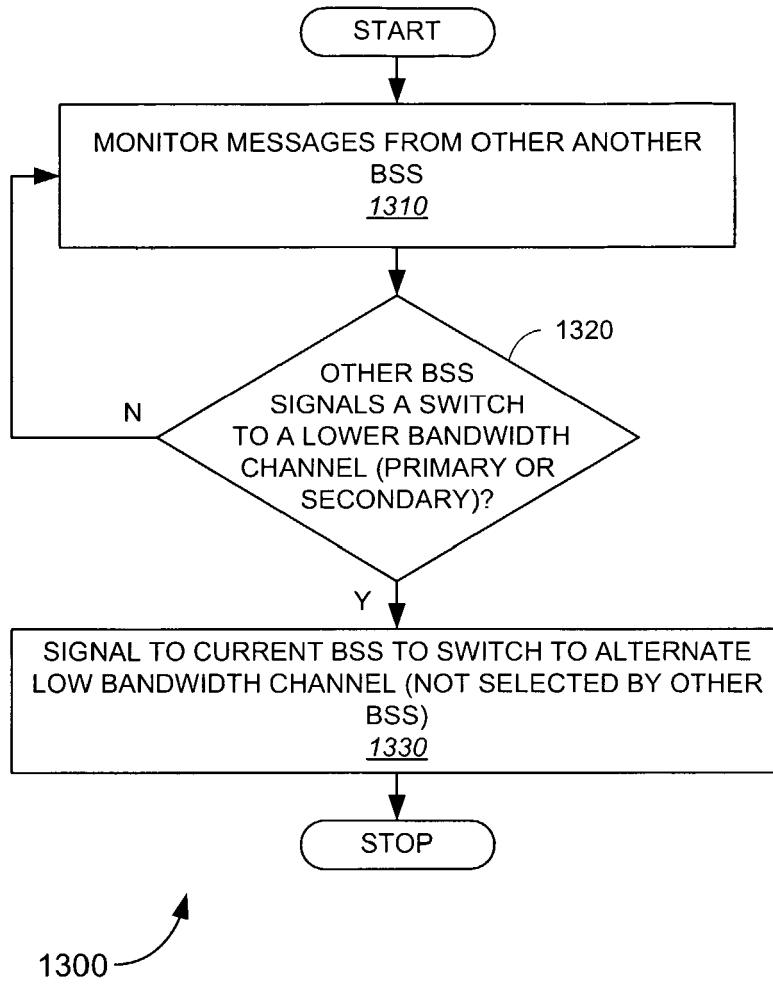 START
MONITOR MESSAGES FROM OTHER ANOTHER
BSS
1310
1320
OTHER BSS
SIGNALS A SWITCH
TO A LOWER BANDWIDTH
CHANNEL (PRIMARY OR
SECONDARY)?
N
Y
SIGNAL TO CURRENT BSS TO SWITCH TO ALTERNATE
LOW BANDWIDTH CHANNEL (NOT SELECTED BY OTHER
BSS)
1330
STOP
1300